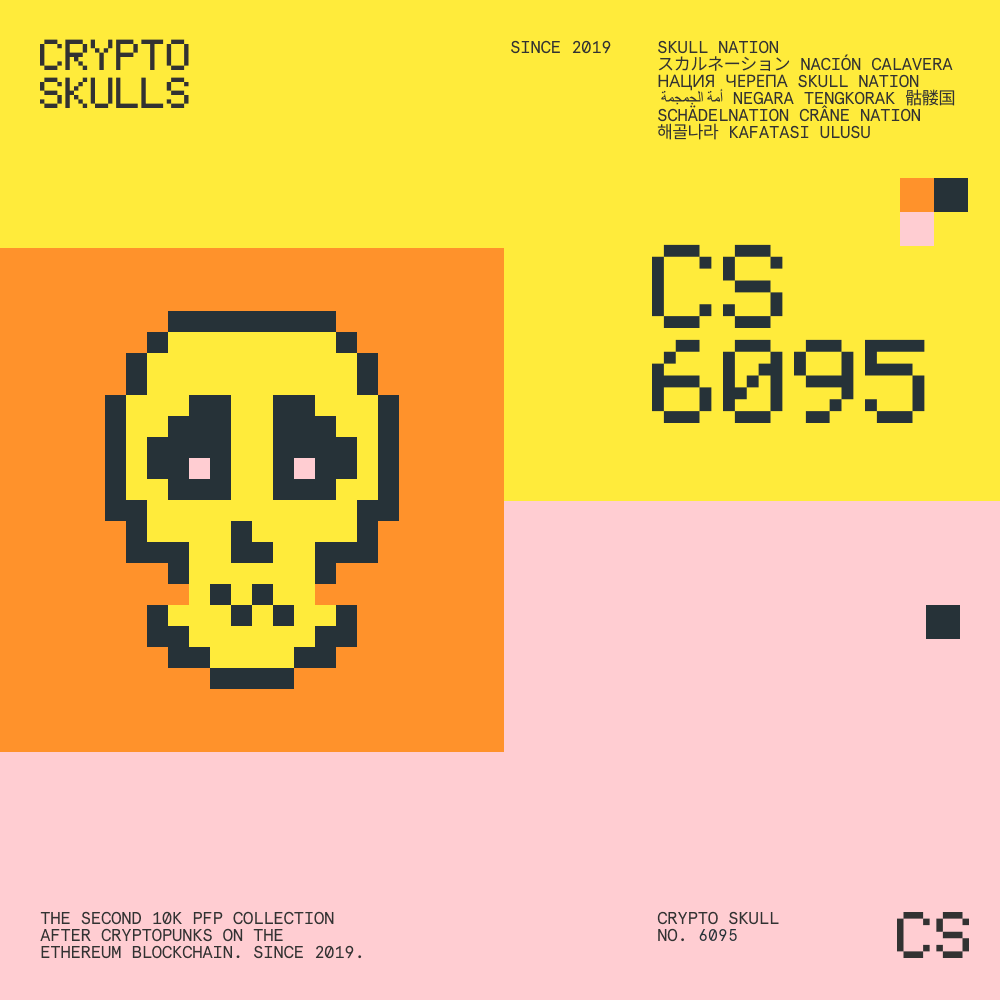 CRYPTO
SKULLS
SINCE 2019
SKULL NATION
スカルネーション NACIÓN CALAVERA
НАЦИЯ ЧЕРЕПА SKULL NATION
أمة الجمجمة NEGARA TENGKORAK 骷髅国
SCHÄDELNATION CRÂNE NATION
해골나라 KAFATASI ULUSU
CS
6095
THE SECOND 10K PFP COLLECTION
AFTER CRYPTOPUNKS ON THE
ETHEREUM BLOCKCHAIN. SINCE 2019.
CRYPTO SKULL
NO. 6095
CS